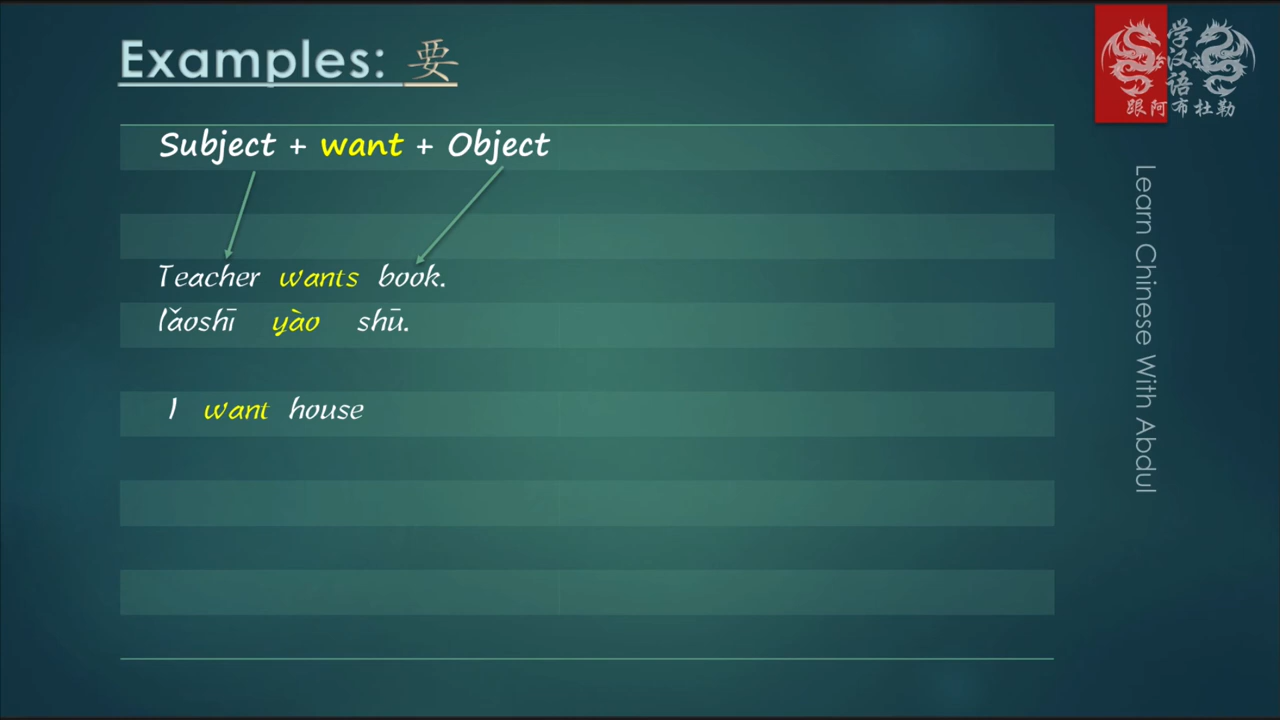 Examples: 要
Subject + want + Object
Teacher wants book.
lǎoshī yào shū.
I want house
学汉语
跟阿布杜勒
Learn Chinese With Abdul